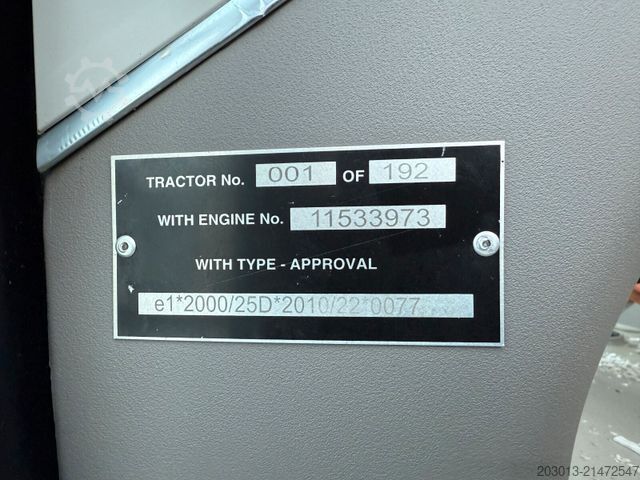 TRACTOR No. 001 OF 192
WITH ENGINE No. 11533973
WITH TYPE - APPROVAL
e1*2000/25D*2010/22*0077
203013-21472547